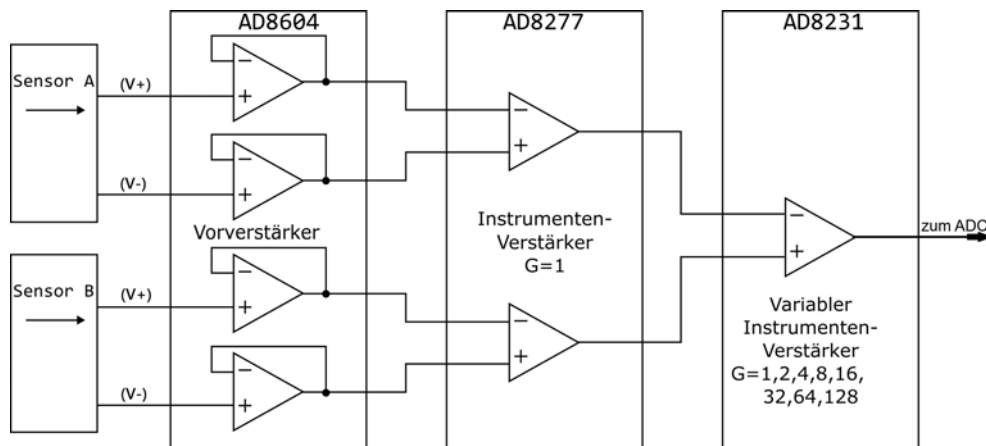 AD8604
AD8277
AD8231
Sensor A
(V+)
−
+
(V-)
−
+
−
+
Vorverstärker
Instrumenten-
Verstärker
G=1
−
+
zum ADC
Sensor B
(V+)
−
+
(V-)
−
+
−
+
Variabler
Instrumenten-
Verstärker
G=1,2,4,8,16,
32,64,128